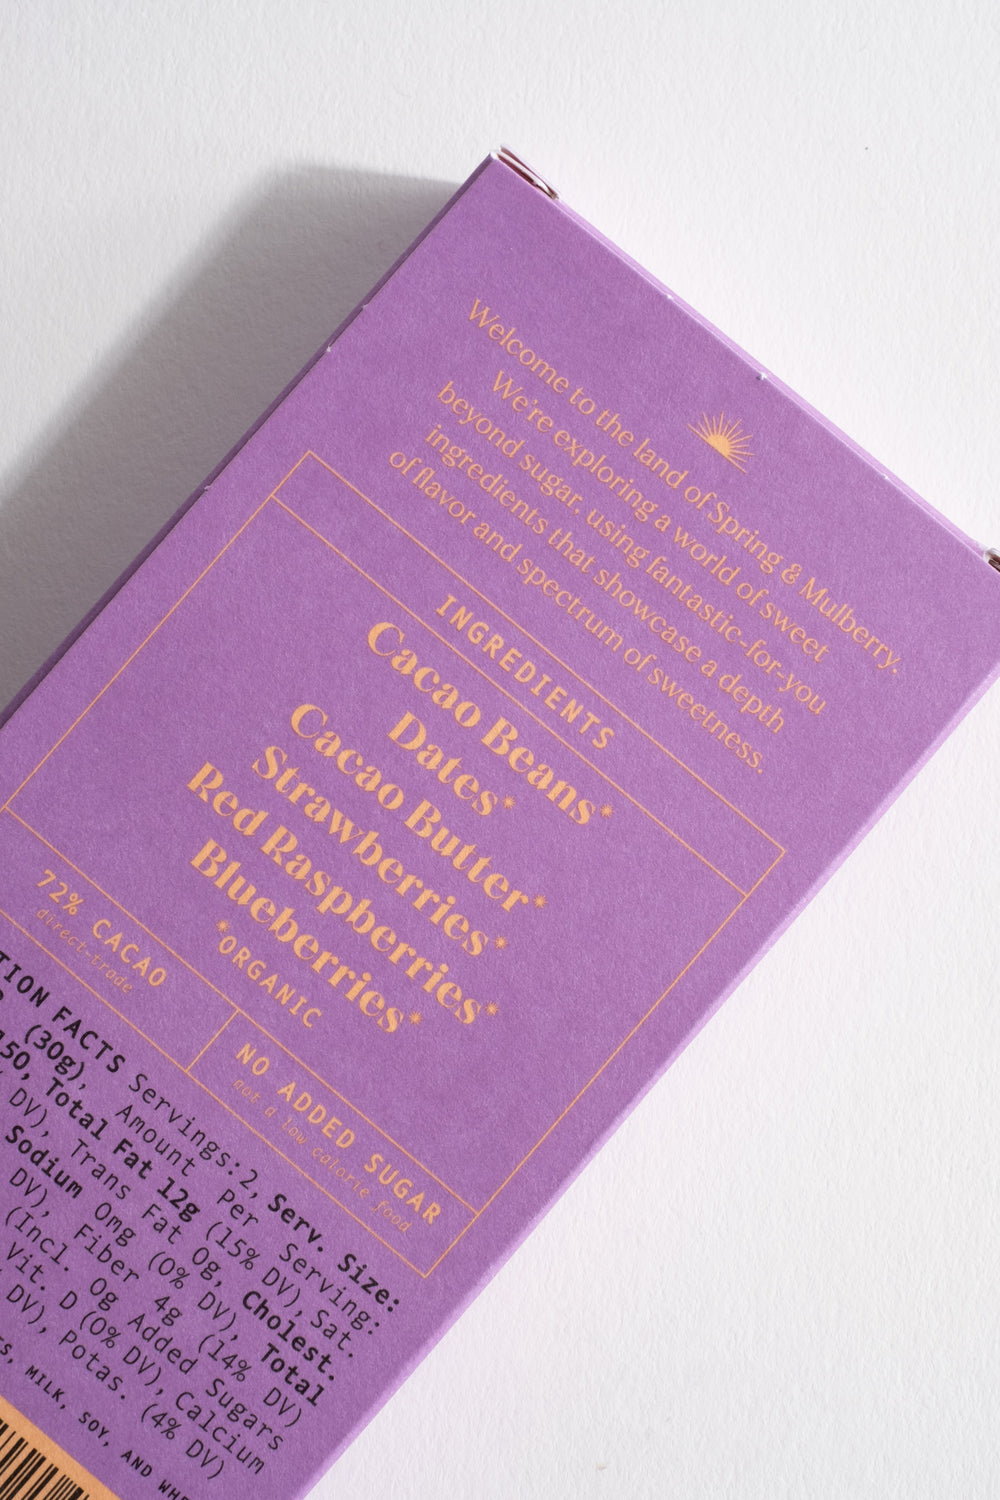 Welcome to the land of Spring & Mulberry.
We're exploring a world of sweet
beyond sugar, using fantastic-for-you
ingredients that showcase a depth
of flavor and spectrum of sweetness.
INGREDIENTS
Cacao Beans*
Dates*
Cacao Butter*
Strawberries*
Red Raspberries*
Blueberries*
*ORGANIC
72% CACAO
direct-trade
NO ADDED SUGAR
not a low calorie food
FACTS Servings: 2, Serv. Size:
(30g), Amount Per Serving:
Total Fat 12g (15% DV), Sat.
DV), Trans Fat 0g, Cholest.
Sodium 0mg (0% DV), Total
DV), Fiber 4g (14% DV)
(Incl. 0g Added Sugars
Vit. D (0% DV), Calcium
DV), Potas. (4% DV)
MILK, SOY, AND